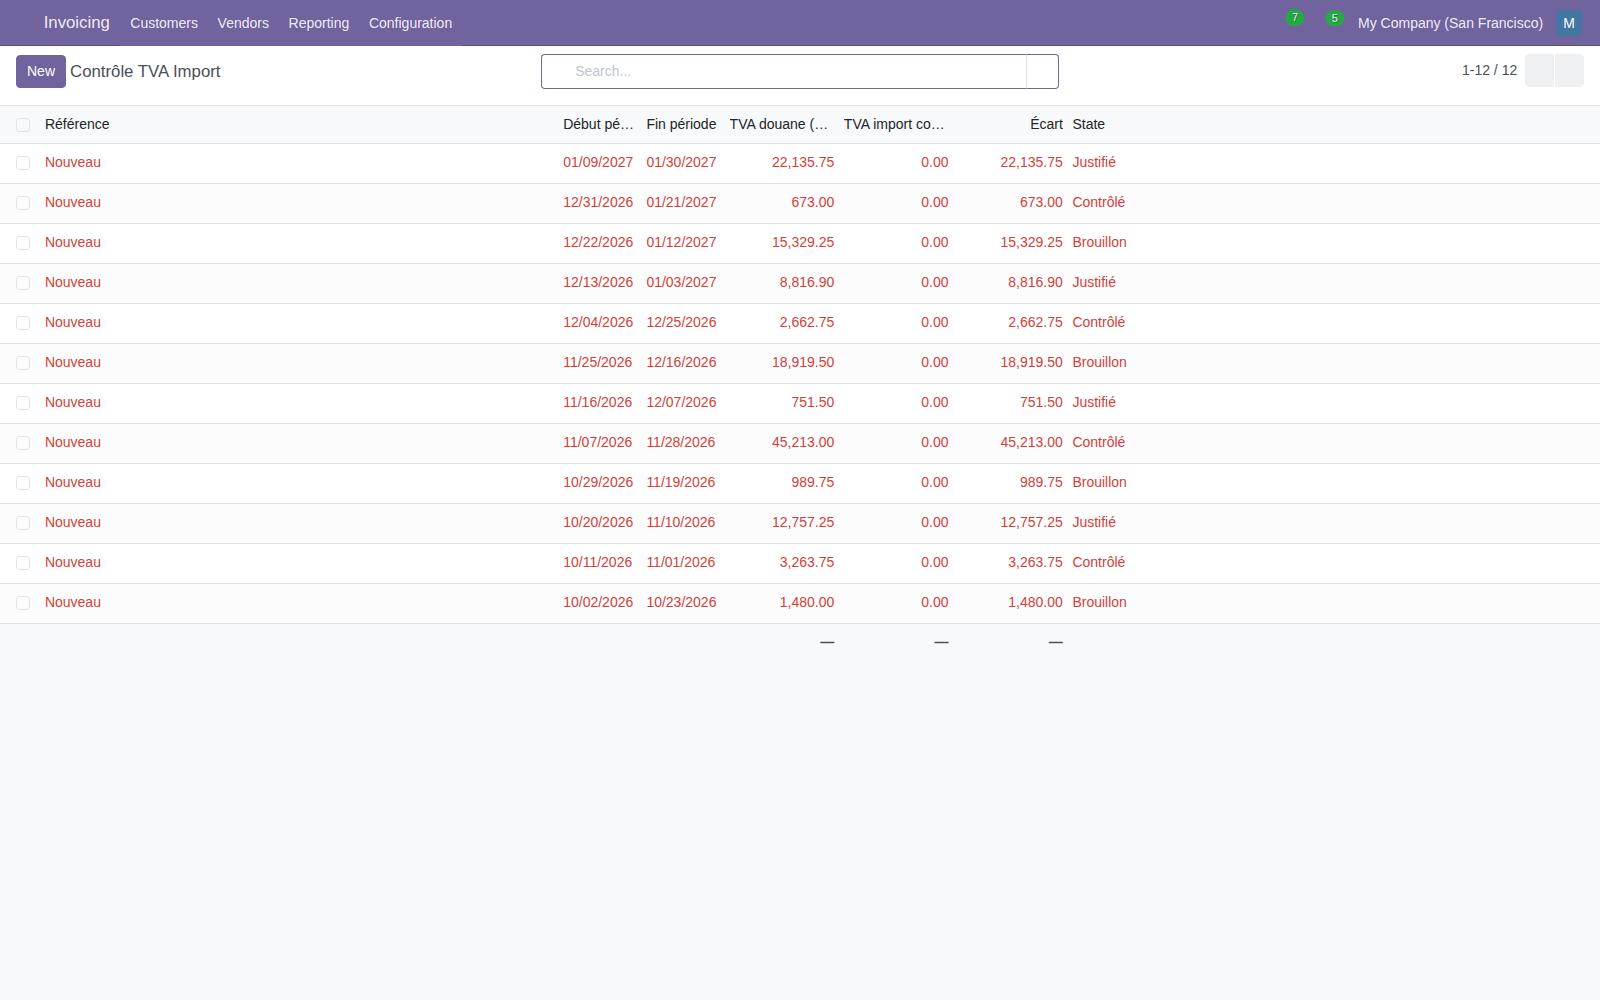 Invoicing Customers Vendors Reporting Configuration 7 5 My Company (San Francisco) M
New Contrôle TVA Import Search... 1-12 / 12
Référence Début pé… Fin période TVA douane (… TVA import co… Écart State
Nouveau 01/09/2027 01/30/2027 22,135.75 0.00 22,135.75 Justifié
Nouveau 12/31/2026 01/21/2027 673.00 0.00 673.00 Contrôlé
Nouveau 12/22/2026 01/12/2027 15,329.25 0.00 15,329.25 Brouillon
Nouveau 12/13/2026 01/03/2027 8,816.90 0.00 8,816.90 Justifié
Nouveau 12/04/2026 12/25/2026 2,662.75 0.00 2,662.75 Contrôlé
Nouveau 11/25/2026 12/16/2026 18,919.50 0.00 18,919.50 Brouillon
Nouveau 11/16/2026 12/07/2026 751.50 0.00 751.50 Justifié
Nouveau 11/07/2026 11/28/2026 45,213.00 0.00 45,213.00 Contrôlé
Nouveau 10/29/2026 11/19/2026 989.75 0.00 989.75 Brouillon
Nouveau 10/20/2026 11/10/2026 12,757.25 0.00 12,757.25 Justifié
Nouveau 10/11/2026 11/01/2026 3,263.75 0.00 3,263.75 Contrôlé
Nouveau 10/02/2026 10/23/2026 1,480.00 0.00 1,480.00 Brouillon
— — —